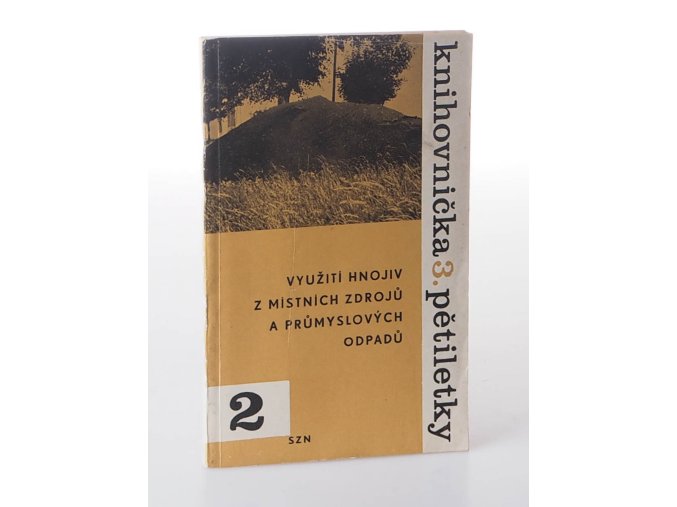 knihovnička 3. pětiletky
VYUŽITÍ HNOJIV
Z MÍSTNÍCH ZDROJŮ
A PRŮMYSLOVÝCH
ODPADŮ
2
SZN